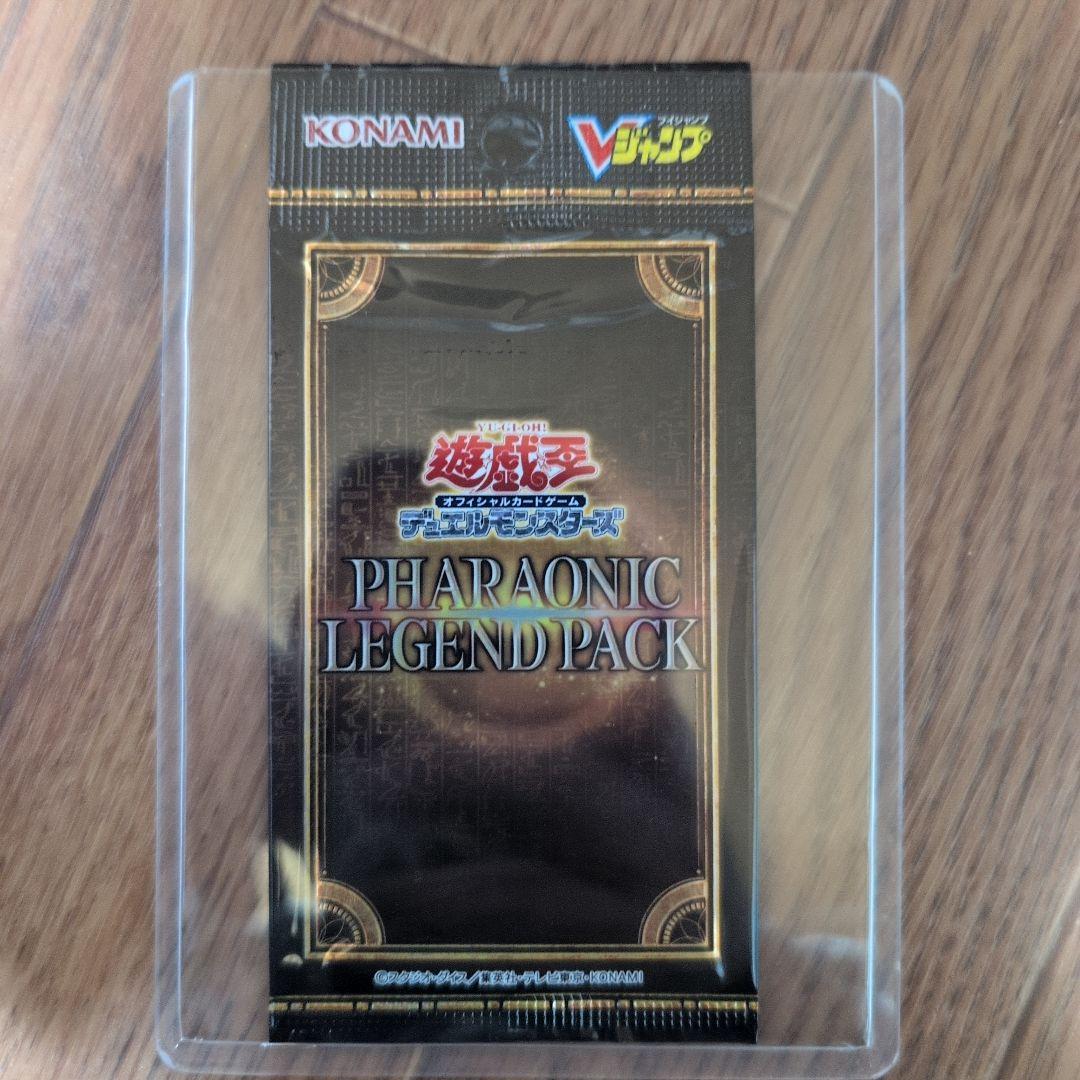 KONAMI
ブイジャンプ
Vジャンプ
YU-GI-OH!
遊戯王
オフィシャルカードゲーム
デュエルモンスターズ
PHARAONIC
LEGEND PACK
©スタジオ・ダイス／集英社・テレビ東京・KONAMI